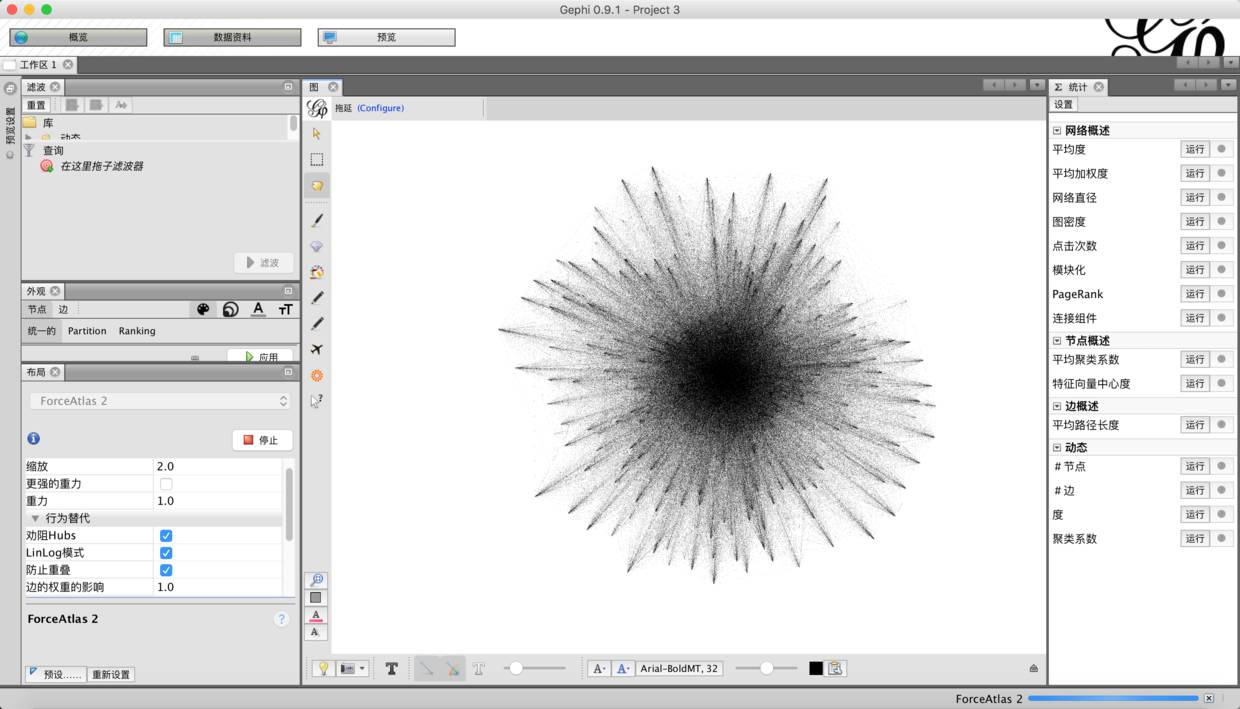 Gephi 0.9.1 - Project 3
概览
数据资料
预览
工作区 1
预览设置
滤波
重置
库
动态
查询
在这里拖子滤波器
滤波
外观
节点 边
统一的 Partition Ranking
应用
布局
ForceAtlas 2
停止
缩放 2.0
更强的重力
重力 1.0
行为替代
劝阻Hubs
LinLog模式
防止重叠
边的权重的影响 1.0
ForceAtlas 2
预设......
重新设置
图
拖延 (Configure)
Arial-BoldMT, 32
Σ 统计
设置
网络概述
平均度 运行
平均加权度 运行
网络直径 运行
图密度 运行
点击次数 运行
模块化 运行
PageRank 运行
连接组件 运行
节点概述
平均聚类系数 运行
特征向量中心度 运行
边概述
平均路径长度 运行
动态
# 节点 运行
# 边 运行
度 运行
聚类系数 运行
ForceAtlas 2